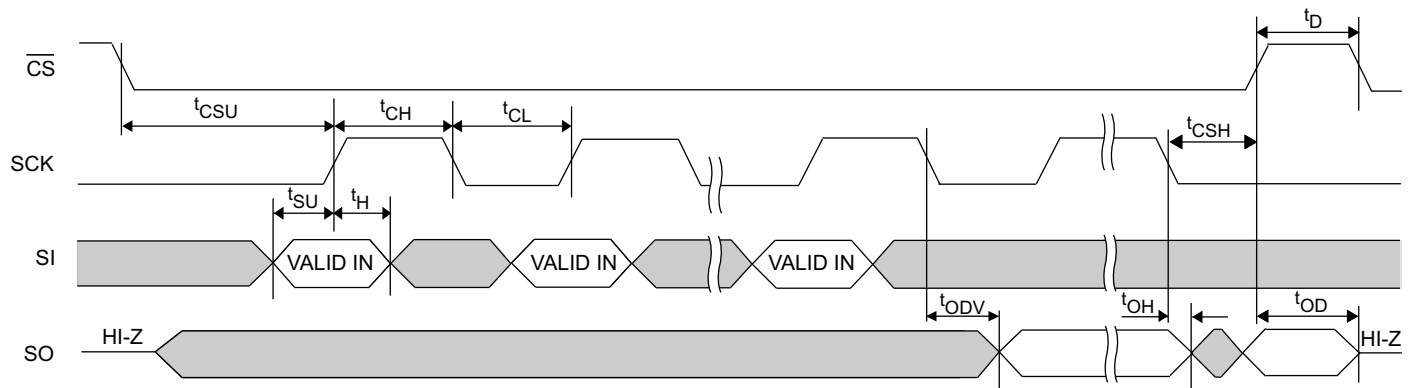 tD
CS
tCSU
tCH
tCL
tCSH
SCK
tSU
tH
SI
VALID IN
VALID IN
VALID IN
tODV
tOH
tOD
SO
HI-Z
HI-Z